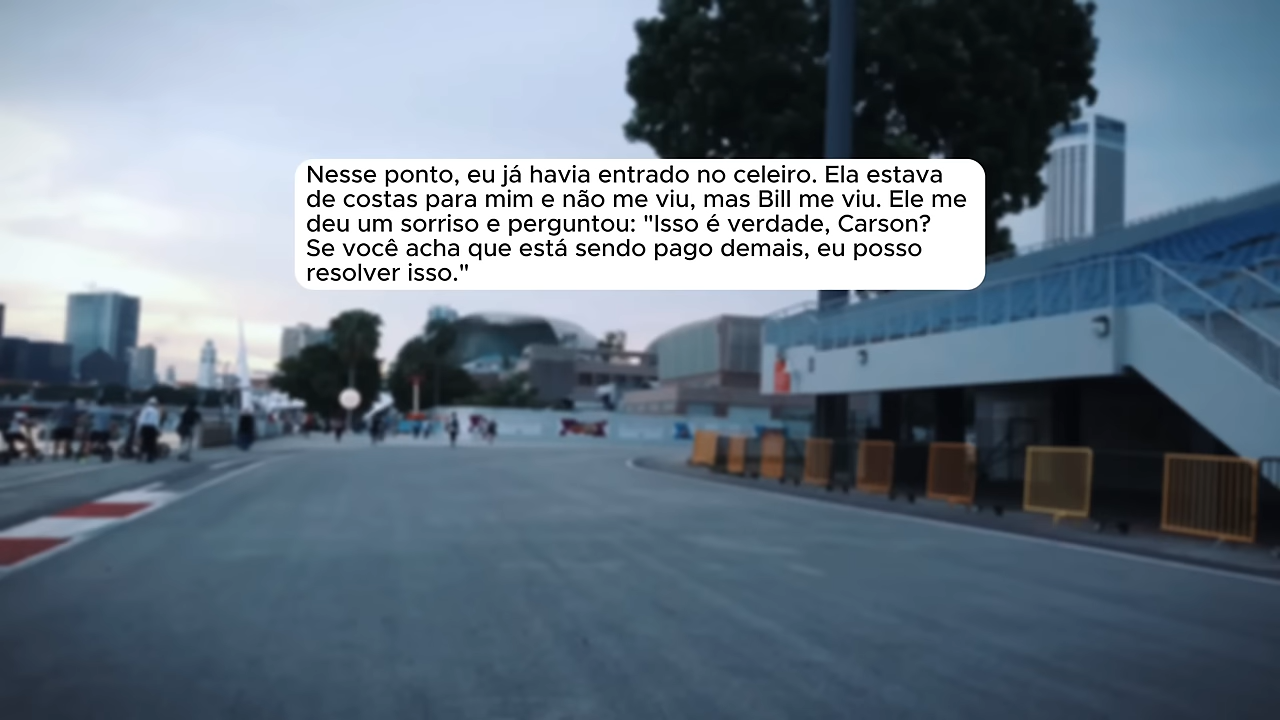 Nesse ponto, eu já havia entrado no celeiro. Ela estava
de costas para mim e não me viu, mas Bill me viu. Ele me
deu um sorriso e perguntou: "Isso é verdade, Carson?
Se você acha que está sendo pago demais, eu posso
resolver isso."